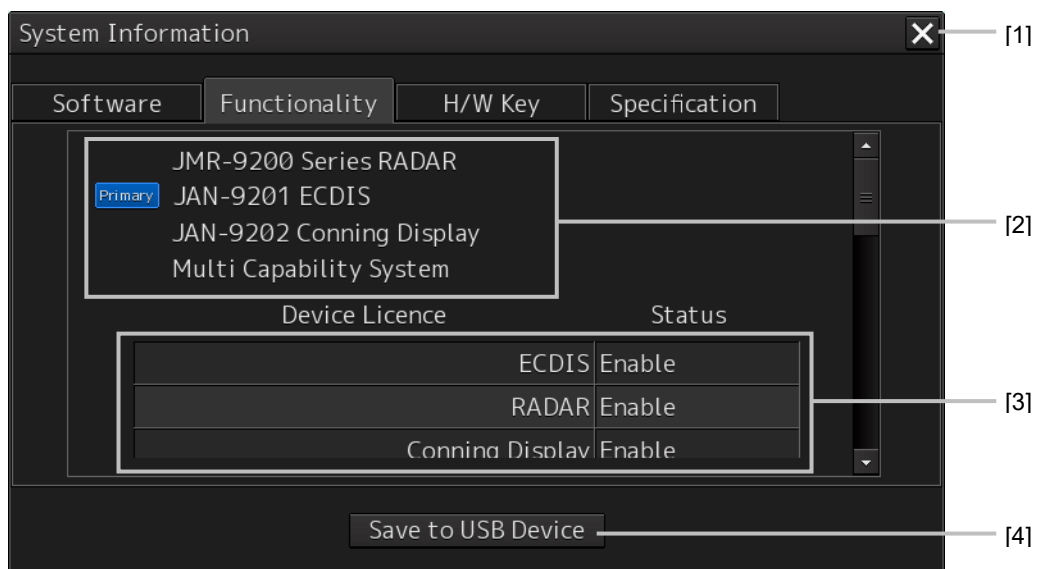 System Information
[1]
Software Functionality H/W Key Specification
JMR-9200 Series RADAR
Primary JAN-9201 ECDIS
JAN-9202 Conning Display
[2]
Multi Capability System
Device Licence Status
ECDIS Enable
RADAR Enable
[3]
Conning Display Enable
Save to USB Device
[4]